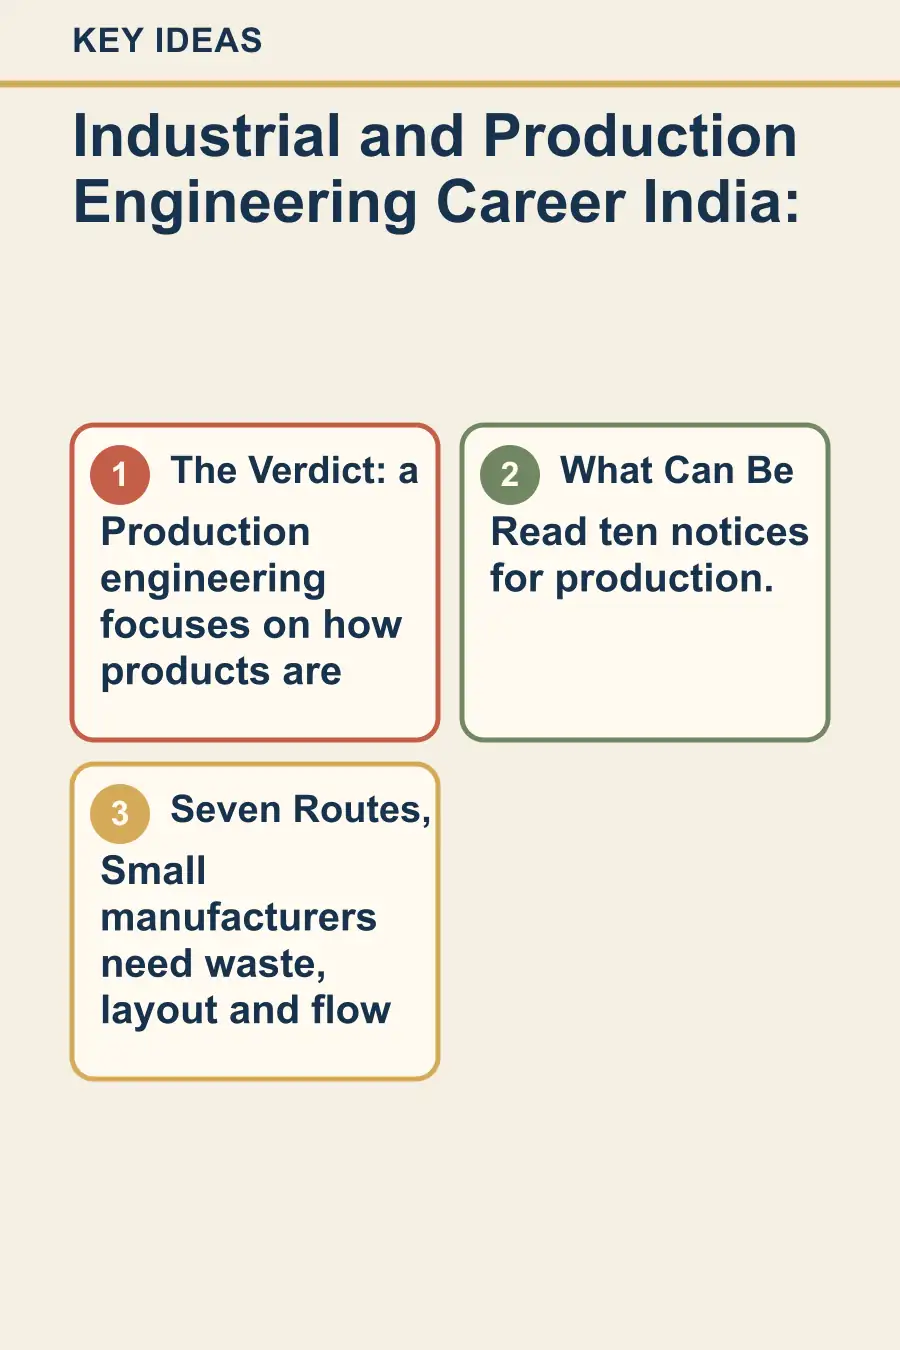 KEY IDEAS
Industrial and Production
Engineering Career India:
1 The Verdict: a
Production
engineering
focuses on how
products are
2 What Can Be
Read ten notices
for production.
3 Seven Routes,
Small
manufacturers
need waste,
layout and flow